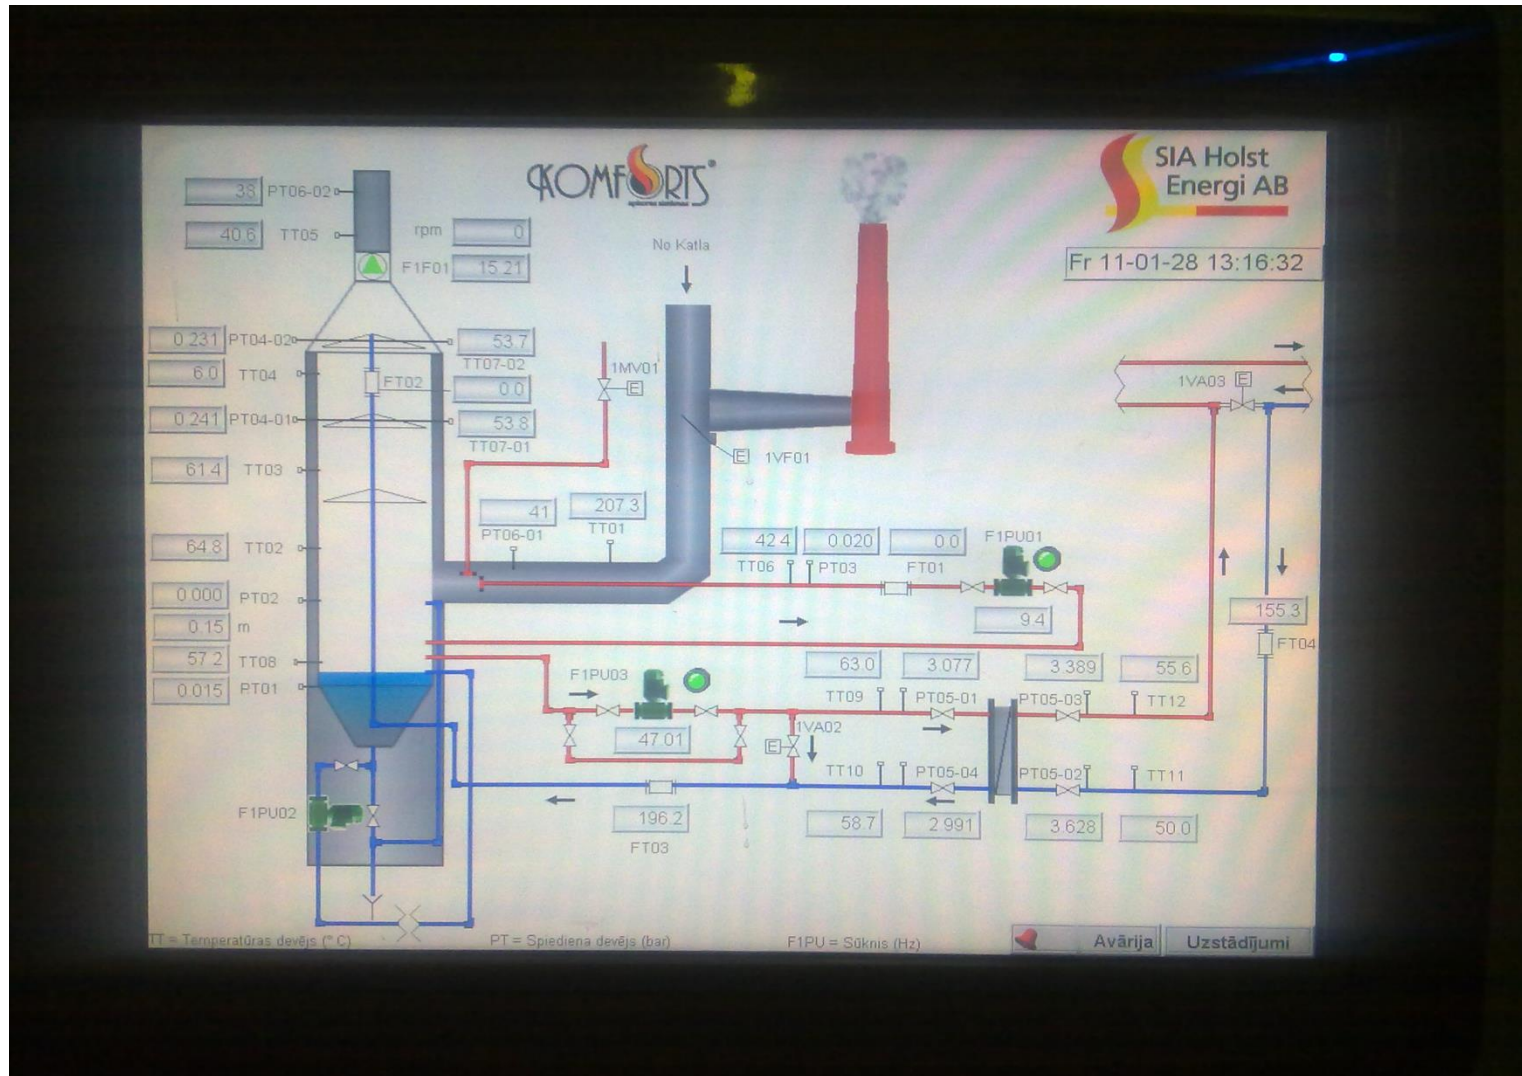 KOMFORTS®
SIA Holst
Energi AB
Fr 11-01-28 13:16:32
38 PT06-02
40.6 TT05
rpm 0
F1F01 15.21
No Katla
0.231 PT04-02
53.7
TT07-02
6.0 TT04
FT02
0.0
0.241 PT04-01
53.8
TT07-01
61.4 TT03
1MV01
E
E 1VF01
1VA03 E
41
PT06-01
207.3
TT01
64.8 TT02
42.4
TT06
0.020
PT03
0.0
FT01
F1PU01
9.4
0.000 PT02
0.15 m
57.2 TT08
0.015 PT01
155.3
FT04
F1PU03
47.01
63.0
TT09
3.077
PT05-01
3.389
PT05-03
55.6
TT12
1VA02
E
TT10
PT05-04
PT05-02
TT11
F1PU02
196.2
FT03
58.7
2.991
3.628
50.0
TT = Temperatūras devējs (° C)
PT = Spiediena devējs (bar)
F1PU = Sūknis (Hz)
Avārija
Uzstādījumi